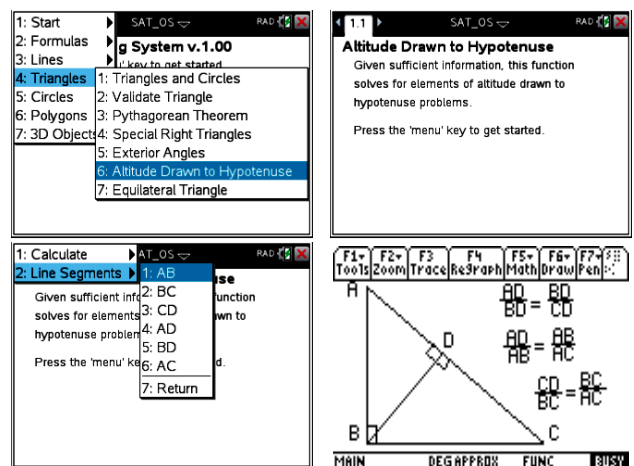 1: Start
2: Formulas
3: Lines
4: Triangles
5: Circles
6: Polygons
7: 3D Objects
SAT_OS
RAD
g System v.1.00
u' key to get started
1: Triangles and Circles
2: Validate Triangle
3: Pythagorean Theorem
4: Special Right Triangles
5: Exterior Angles
6: Altitude Drawn to Hypotenuse
7: Equilateral Triangle
1.1
SAT_OS
RAD
Altitude Drawn to Hypotenuse
Given sufficient information, this function
solves for elements of altitude drawn to
hypotenuse problems.
Press the 'menu' key to get started.
1: Calculate
2: Line Segments
AT_OS
RAD
1: AB
2: BC
3: CD
4: AD
5: BD
6: AC
7: Return
use
Given sufficient info
function
solves for elements
wn to
hypotenuse problem
Press the 'menu' ke
d.
F1 F2 F3 F4 F5 F6 F7
Tools Zoom Trace ReGraph Math Draw Pen
A
D
B
C
AD/BD = BD/CD
AD/AB = AB/AC
CD/BC = BC/AC
MAIN DEG APPROX FUNC BUSY